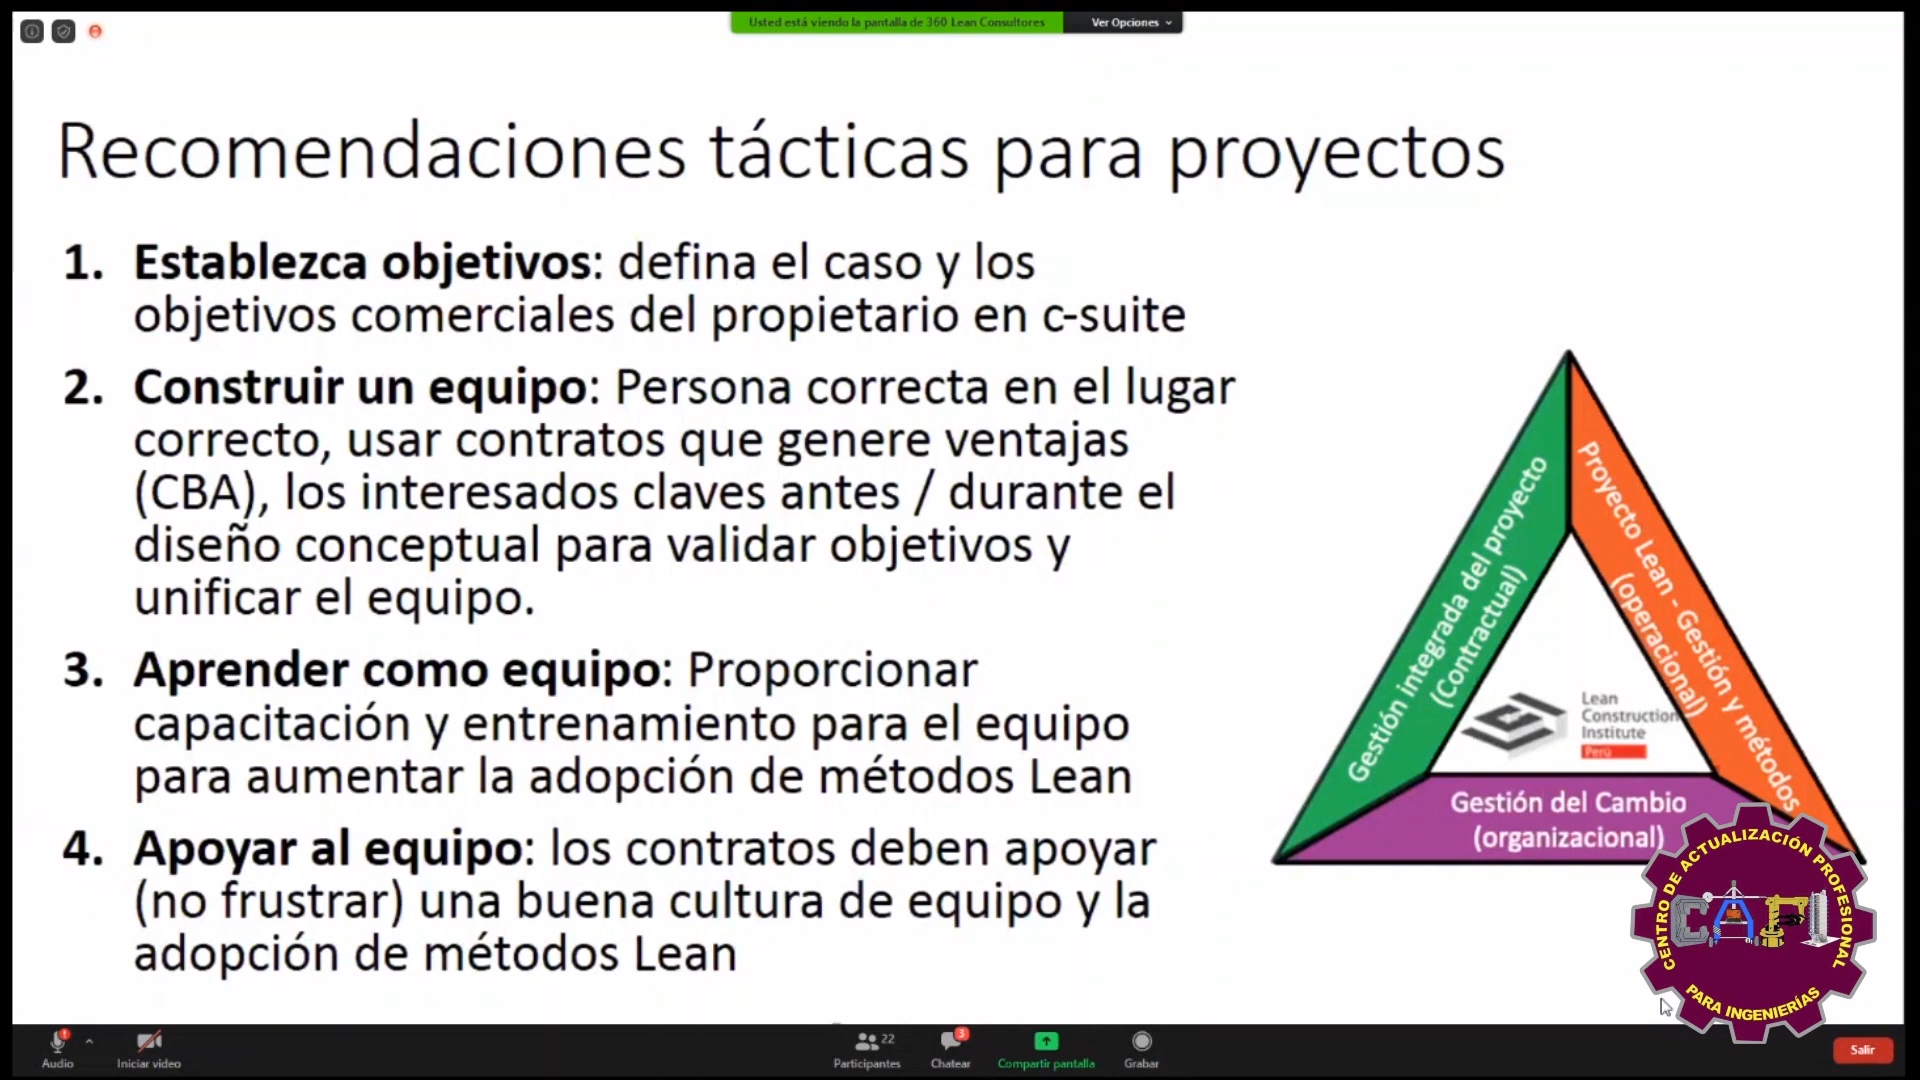 Usted está viendo la pantalla de 360 Lean Consultores
Ver Opciones
Recomendaciones tácticas para proyectos
1. Establezca objetivos: defina el caso y los
objetivos comerciales del propietario en c-suite
2. Construir un equipo: Persona correcta en el lugar
correcto, usar contratos que genere ventajas
(CBA), los interesados claves antes / durante el
diseño conceptual para validar objetivos y
unificar el equipo.
3. Aprender como equipo: Proporcionar
capacitación y entrenamiento para el equipo
para aumentar la adopción de métodos Lean
4. Apoyar al equipo: los contratos deben apoyar
(no frustrar) una buena cultura de equipo y la
adopción de métodos Lean
Gestión integrada del proyecto
(Contractual)
Proyecto Lean - Gestión y métodos
(operacional)
Lean
Construction
Institute
Perú
Gestión del Cambio
(organizacional)
CENTRO DE ACTUALIZACIÓN PROFESIONAL
CAPI
PARA INGENIERÍAS
Audio
Iniciar video
22
Participantes
3
Chatear
Compartir pantalla
Grabar
Salir